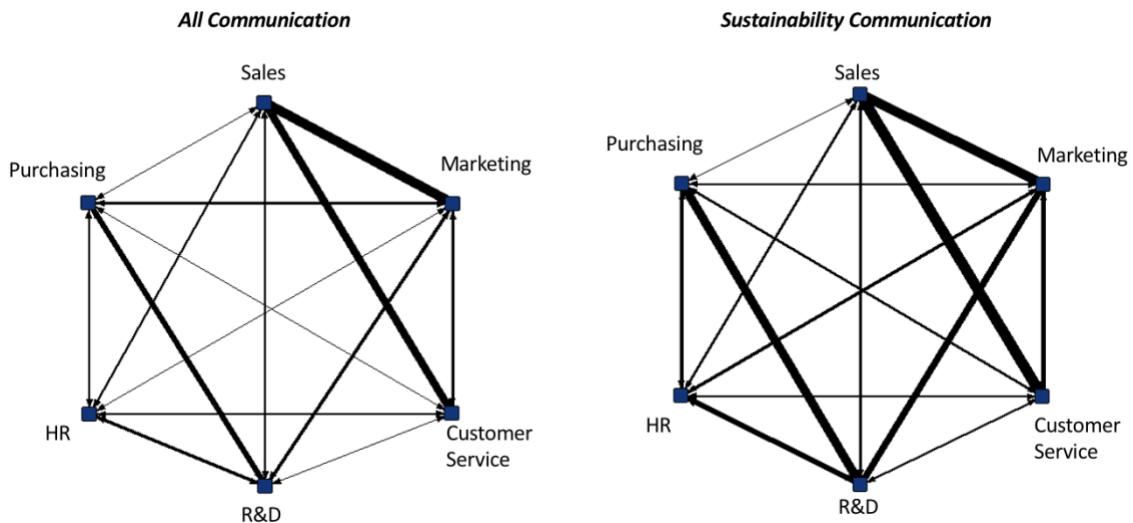 All Communication
Sales
Purchasing
Marketing
HR
Customer
Service
R&D
Sustainability Communication
Sales
Purchasing
Marketing
HR
Customer
Service
R&D